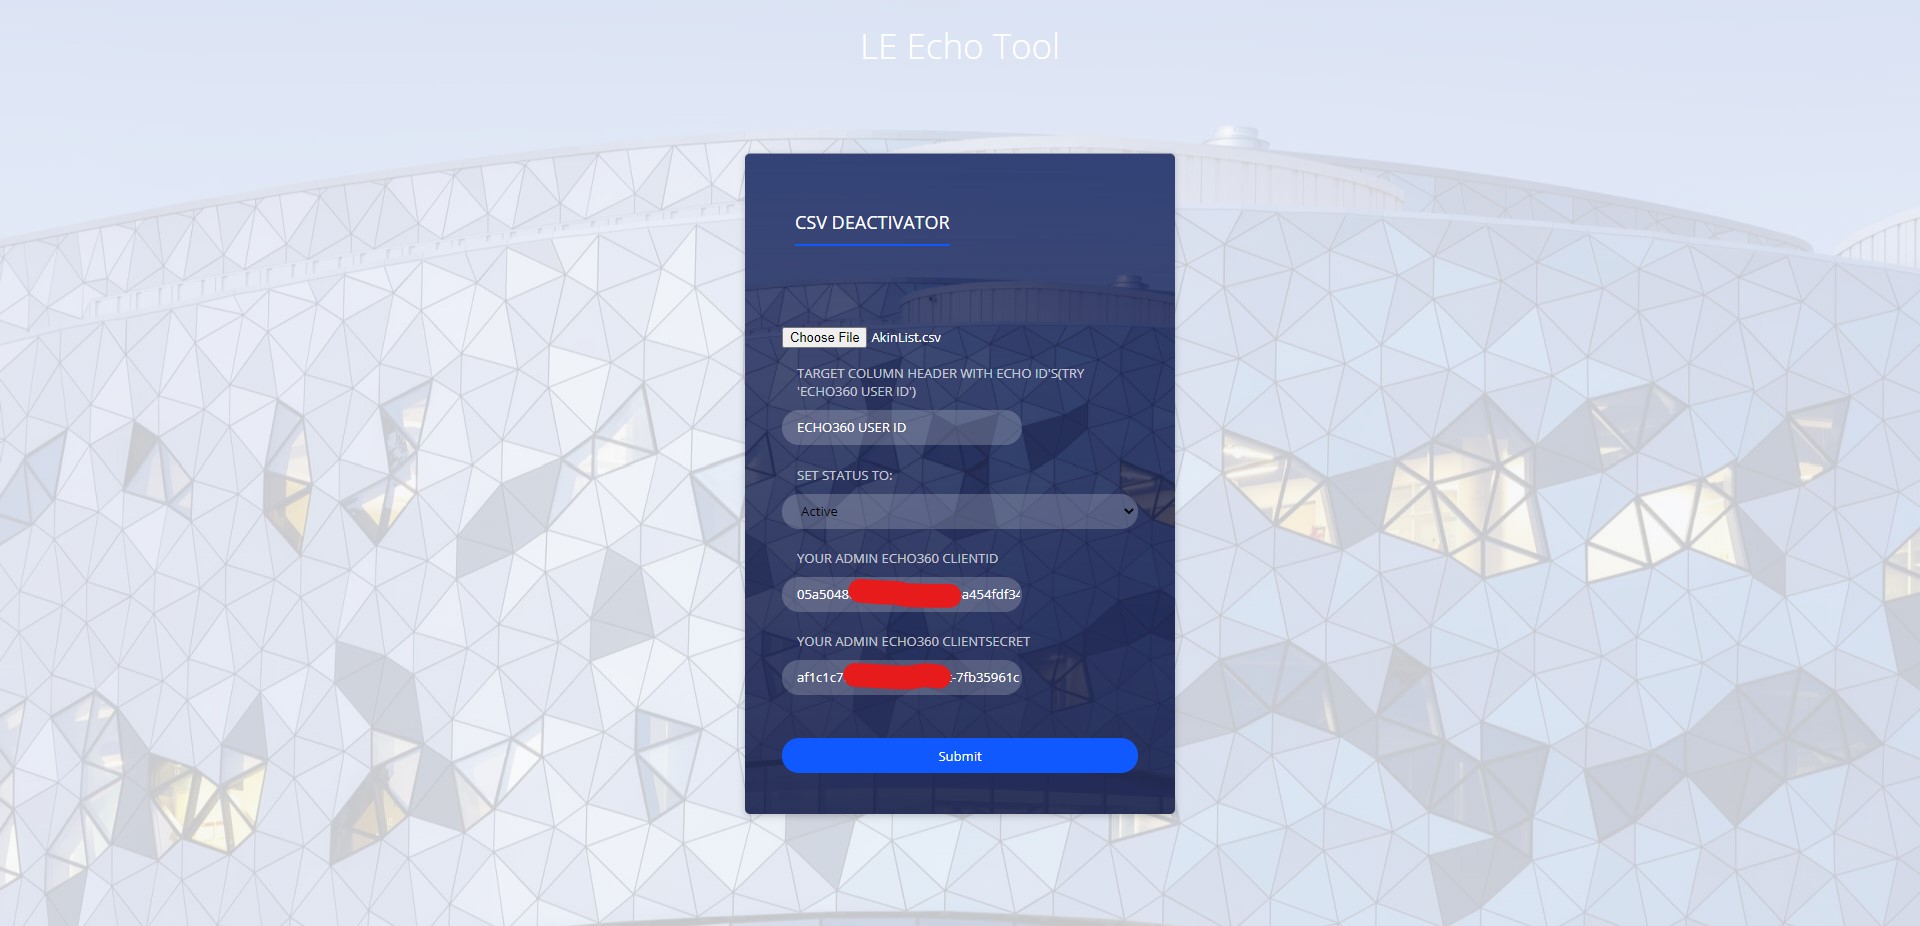 LE Echo Tool
CSV DEACTIVATOR
Choose File AkinList.csv
TARGET COLUMN HEADER WITH ECHO ID'S(TRY
'ECHO360 USER ID')
ECHO360 USER ID
SET STATUS TO:
Active
YOUR ADMIN ECHO360 CLIENTID
05a5048 a454fdf34
YOUR ADMIN ECHO360 CLIENTSECRET
af1c1c7 -7fb35961c
Submit